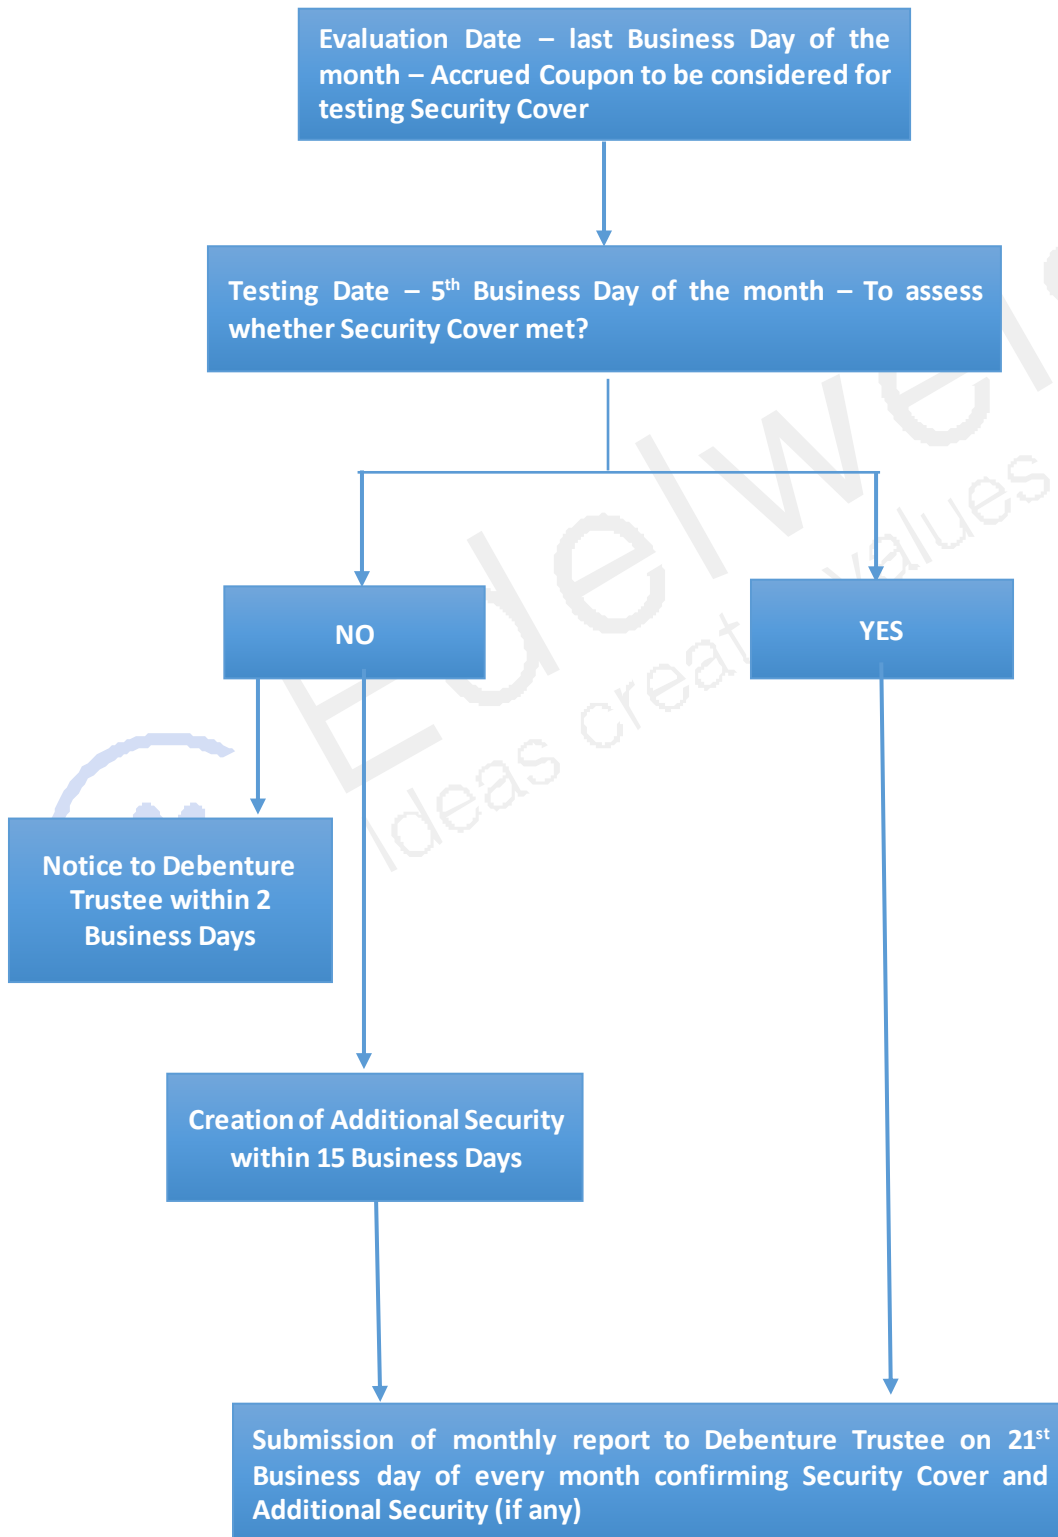 Evaluation Date – last Business Day of the
month – Accrued Coupon to be considered for
testing Security Cover
Testing Date – 5th Business Day of the month – To assess
whether Security Cover met?
NO
YES
Notice to Debenture
Trustee within 2
Business Days
Creation of Additional Security
within 15 Business Days
Submission of monthly report to Debenture Trustee on 21st
Business day of every month confirming Security Cover and
Additional Security (if any)
Edelweis
Ideas creat values